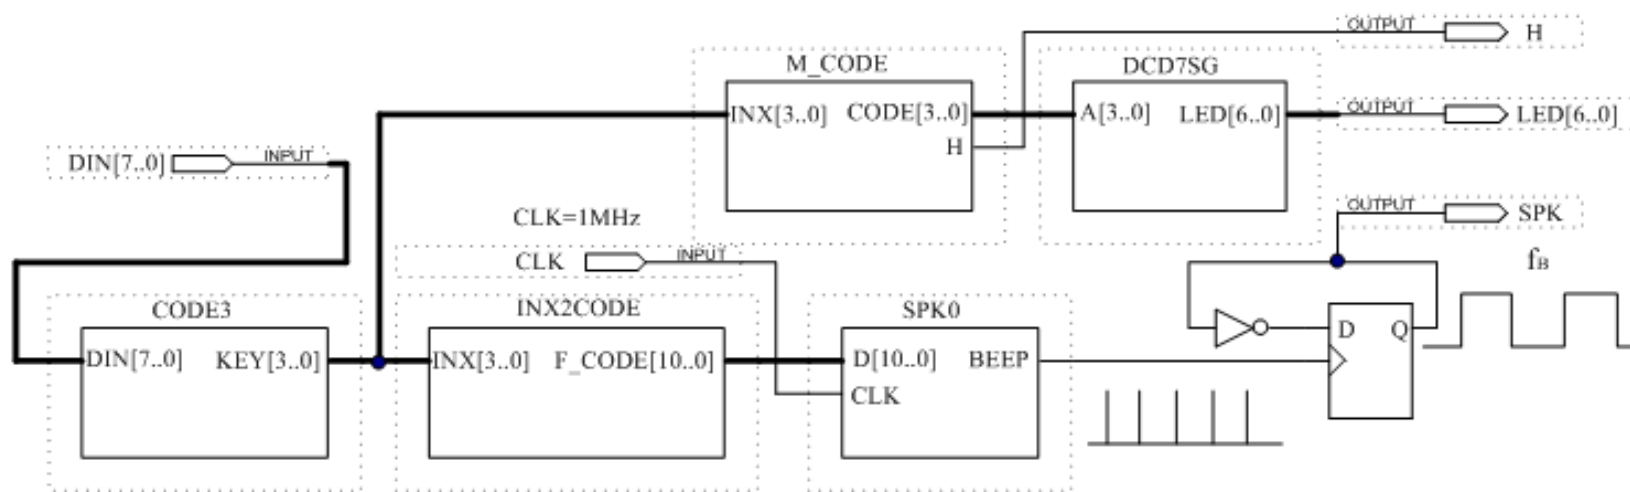 OUTPUT
H
M_CODE
DCD7SG
INX[3..0]
CODE[3..0]
H
A[3..0]
LED[6..0]
OUTPUT
LED[6..0]
DIN[7..0]
INPUT
CLK=1MHz
OUTPUT
SPK
CLK
INPUT
fB
CODE3
INX2CODE
SPK0
DIN[7..0]
KEY[3..0]
INX[3..0]
F_CODE[10..0]
D[10..0]
BEEP
CLK
D
Q